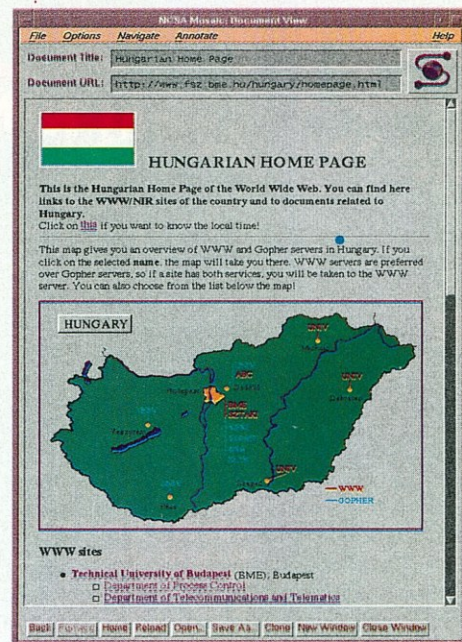 NCSA Mosaic: Document View
File Options Navigate Annotate Help
Document Title: Hungarian Home Page
Document URL: http://www.fsz.bme.hu/hungary/homepage.html
HUNGARIAN HOME PAGE
This is the Hungarian Home Page of the World Wide Web. You can find here
links to the WWW/NIR sites of the country and to documents related to
Hungary.
Click on this if you want to know the local time!
This map gives you an overview of WWW and Gopher servers in Hungary. If you
click on the selected name, the map will take you there. WWW servers are preferred
over Gopher servers, so if a site has both services, you will be taken to the WWW
server. You can also choose from the list below the map!
HUNGARY
UNIV
ABC
UNIV
BME
UNIV
WWW
GOPHER
WWW sites
Technical University of Budapest (BME), Budapest
Department of Process Control
Department of Telecommunications and Telematics
Back Forward Home Reload Open... Save As... Clone New Window Close Window